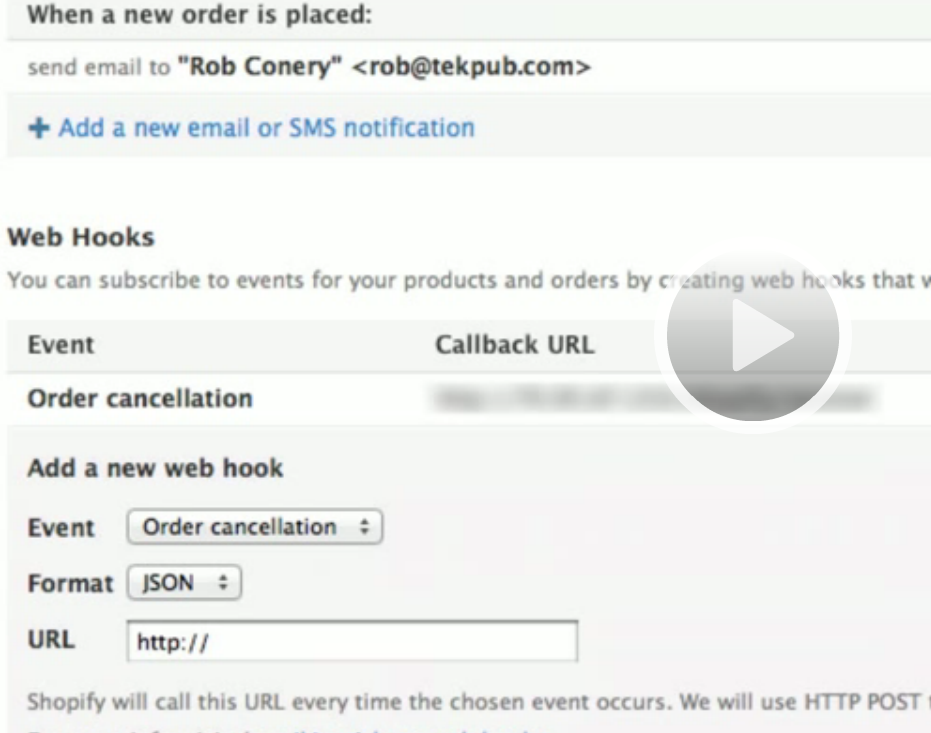 When a new order is placed:
send email to "Rob Conery" <rob@tekpub.com>
+ Add a new email or SMS notification
Web Hooks
You can subscribe to events for your products and orders by creating web hooks that
Event Callback URL
Order cancellation
Add a new web hook
Event Order cancellation
Format JSON
URL http://
Shopify will call this URL every time the chosen event occurs. We will use HTTP POST